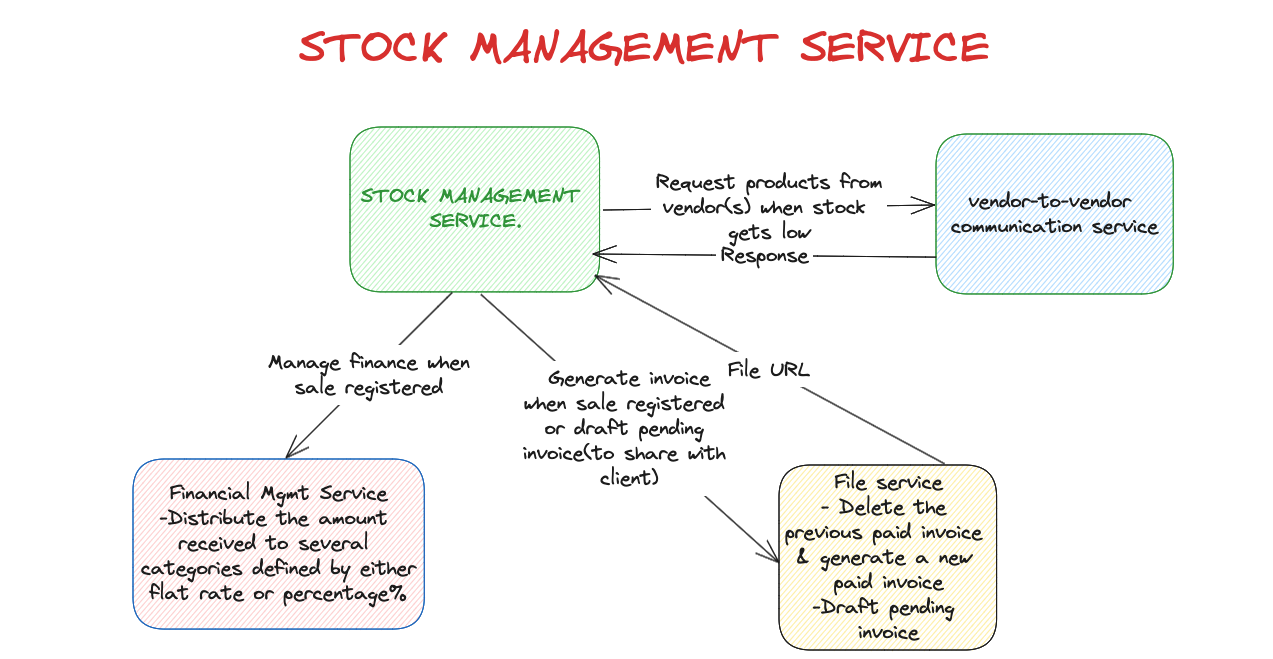 STOCK MANAGEMENT SERVICE
STOCK MANAGEMENT
SERVICE.
Request products from
vendor(s) when stock
gets low
Response
vendor-to-vendor
communication service
Manage finance when
sale registered
Generate invoice
when sale registered
or draft pending
invoice(to share with
client)
File URL
Financial Mgmt Service
-Distribute the amount
received to several
categories defined by either
flat rate or percentage%
File service
- Delete the
previous paid invoice
& generate a new
paid invoice
-Draft pending
invoice